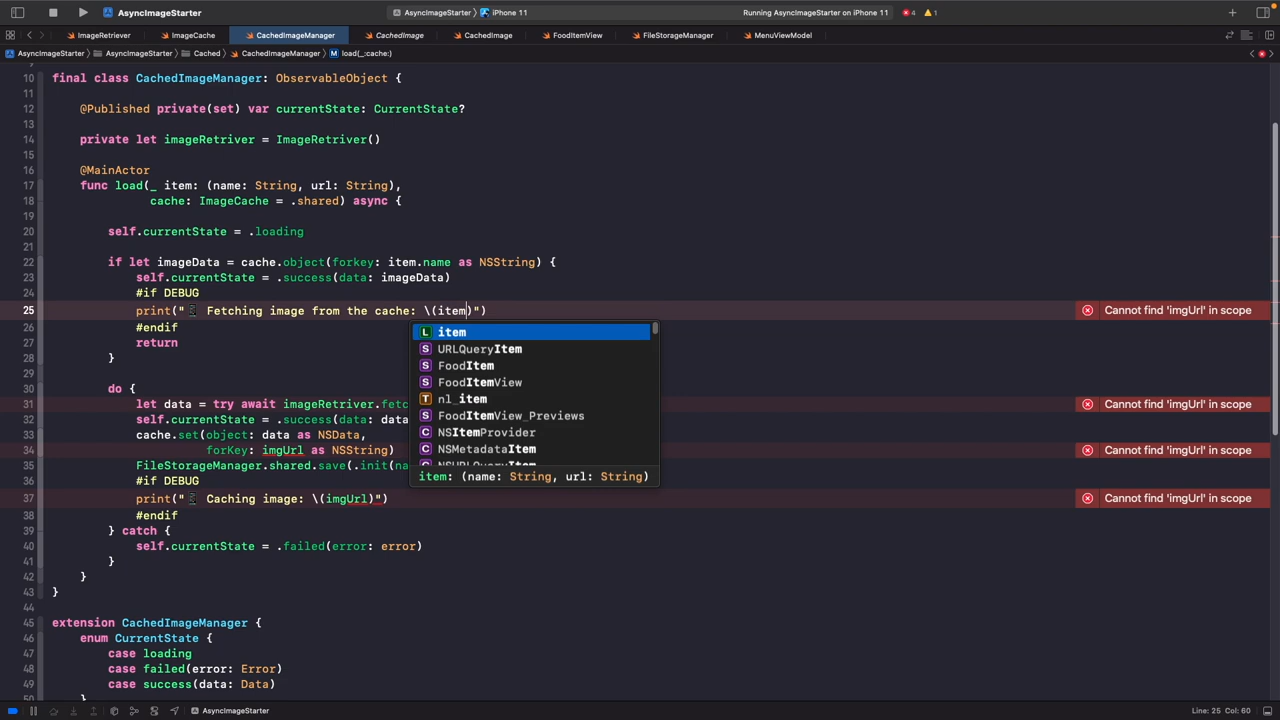 AsyncImageStarter
AsyncImageStarter
iPhone 11
Running AsyncImageStarter on iPhone 11
4
1
ImageRetriever
ImageCache
CachedImageManager
CachedImage
CachedImage
FoodItemView
FileStorageManager
MenuViewModel
AsyncImageStarter
AsyncImageStarter
Cached
CachedImageManager
M load(_:cache:)
10 final class CachedImageManager: ObservableObject {
11
12 @Published private(set) var currentState: CurrentState?
13
14 private let imageRetriver = ImageRetriver()
15
16 @MainActor
17 func load(_ item: (name: String, url: String),
18 cache: ImageCache = .shared) async {
19
20 self.currentState = .loading
21
22 if let imageData = cache.object(forkey: item.name as NSString) {
23 self.currentState = .success(data: imageData)
24 #if DEBUG
25 print(" Fetching image from the cache: \(item)") Cannot find 'imgUrl' in scope
26 #endif
L item
27 return
S URLQueryItem
28 }
S FoodItem
29
S FoodItemView
30 do {
T nl_item
31 let data = try await imageRetriver.fetc Cannot find 'imgUrl' in scope
S FoodItemView_Previews
32 self.currentState = .success(data: data
C NSItemProvider
33 cache.set(object: data as NSData,
C NSMetadataItem
34 forKey: imgUrl as NSString) Cannot find 'imgUrl' in scope
C NSURLQueryItem
35 FileStorageManager.shared.save(.init(na
item: (name: String, url: String)
36 #if DEBUG
37 print(" Caching image: \(imgUrl)") Cannot find 'imgUrl' in scope
38 #endif
39 } catch {
40 self.currentState = .failed(error: error)
41 }
42 }
43 }
44
45 extension CachedImageManager {
46 enum CurrentState {
47 case loading
48 case failed(error: Error)
49 case success(data: Data)
50 }
AsyncImageStarter
Line: 25 Col: 60